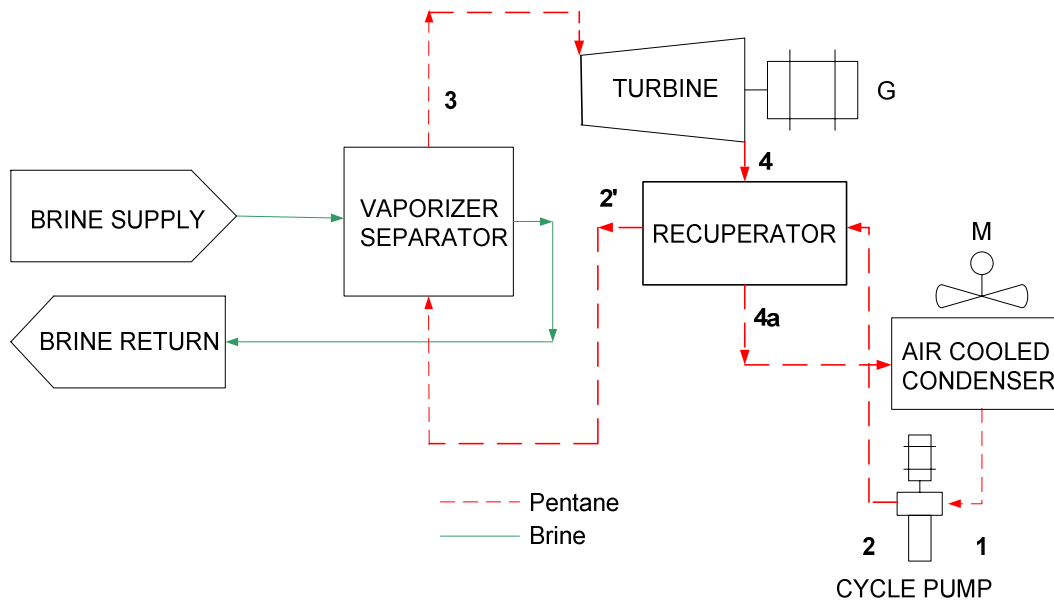 3
TURBINE
G
4
2'
BRINE SUPPLY
VAPORIZER
SEPARATOR
RECUPERATOR
M
4a
BRINE RETURN
AIR COOLED
CONDENSER
Pentane
Brine
2
1
CYCLE PUMP